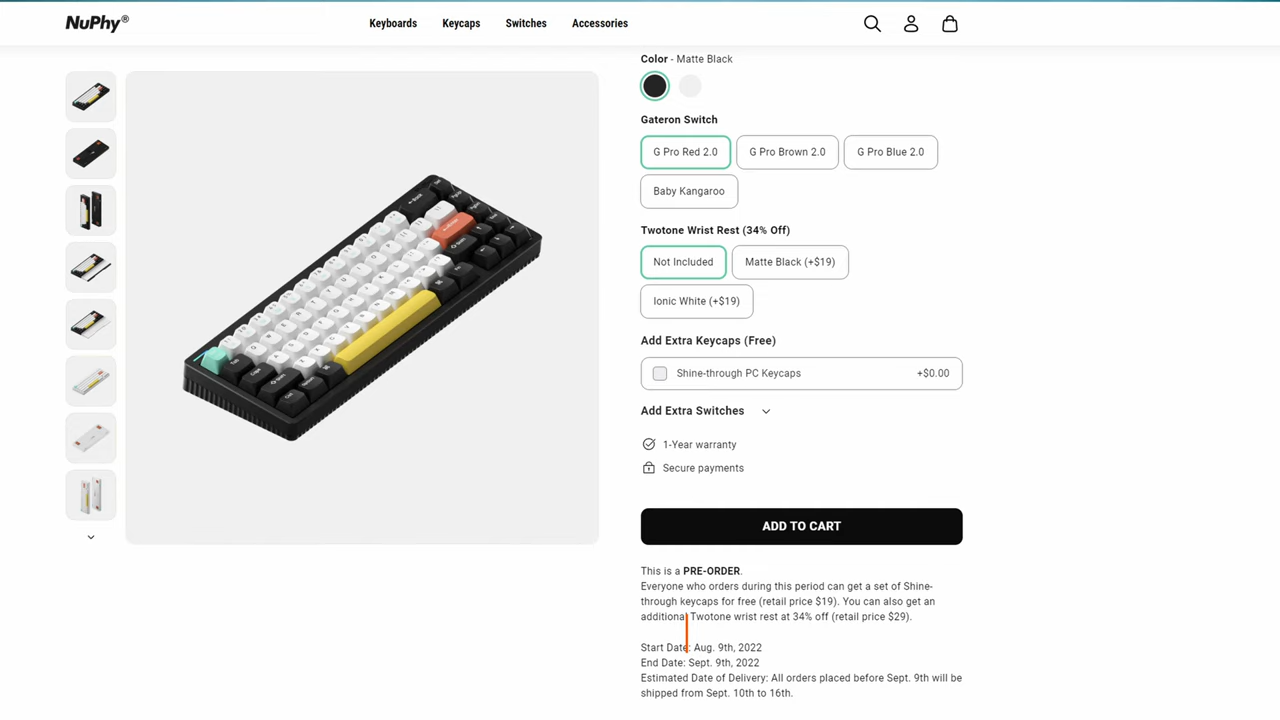 NuPhy®
Keyboards
Keycaps
Switches
Accessories
Color - Matte Black
Gateron Switch
G Pro Red 2.0
G Pro Brown 2.0
G Pro Blue 2.0
Baby Kangaroo
Twotone Wrist Rest (34% Off)
Not Included
Matte Black (+$19)
Ionic White (+$19)
Add Extra Keycaps (Free)
Shine-through PC Keycaps
+$0.00
Add Extra Switches
1-Year warranty
Secure payments
ADD TO CART
This is a PRE-ORDER.
Everyone who orders during this period can get a set of Shine-
through keycaps for free (retail price $19). You can also get an
additional Twotone wrist rest at 34% off (retail price $29).
Start Date: Aug. 9th, 2022
End Date: Sept. 9th, 2022
Estimated Date of Delivery: All orders placed before Sept. 9th will be
shipped from Sept. 10th to 16th.